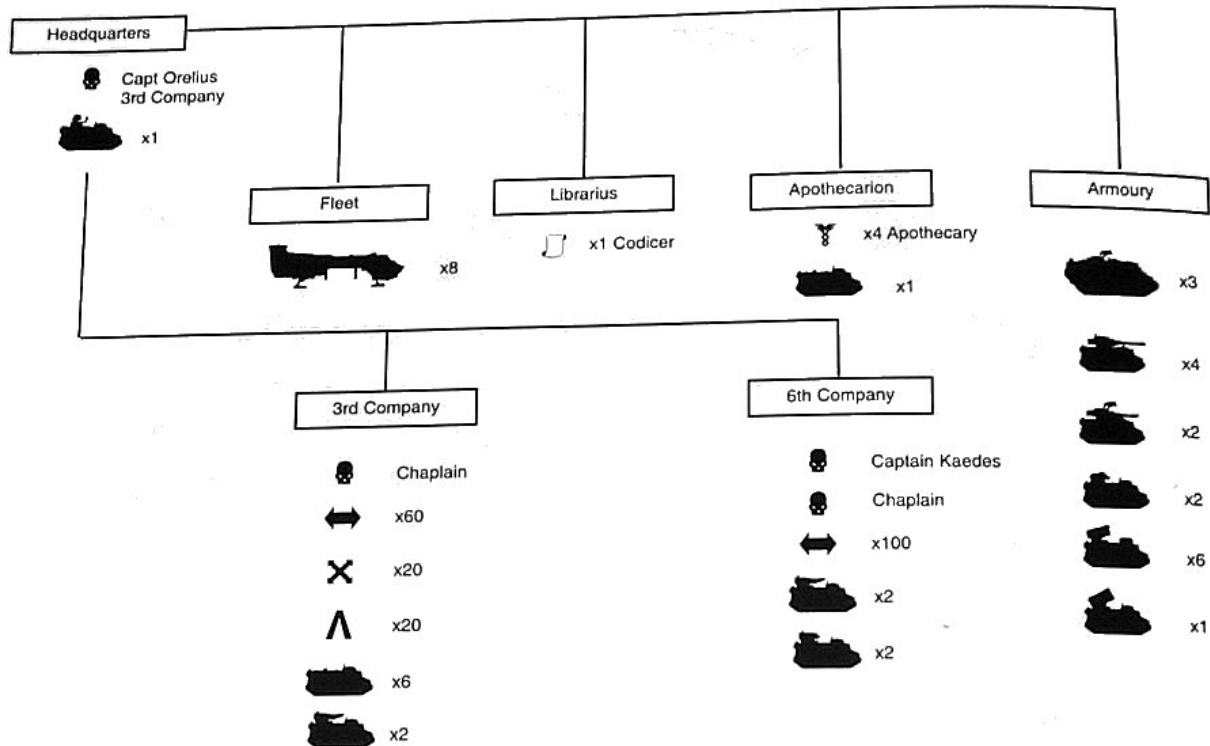 Headquarters
Capt Orelius
3rd Company
x1
Fleet
x8
Librarius
x1 Codicer
Apothecarion
x4 Apothecary
x1
Armoury
x3
x4
x2
x2
x6
x1
3rd Company
Chaplain
x60
x20
x20
x6
x2
6th Company
Captain Kaedes
Chaplain
x100
x2
x2